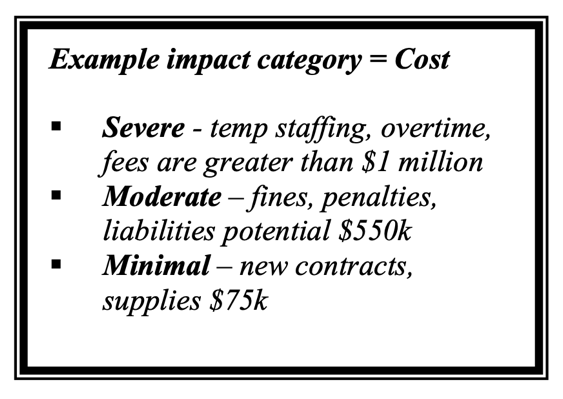 Example impact category = Cost
▪ Severe - temp staffing, overtime,
fees are greater than $1 million
▪ Moderate – fines, penalties,
liabilities potential $550k
▪ Minimal – new contracts,
supplies $75k